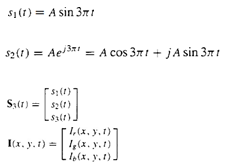 s₁(t) = A sin 3πt
s₂(t) = Ae^{j3πt} = A cos 3πt + jA sin 3πt
S₃(t) = [ s₁(t) s₂(t) s₃(t) ]
I(x, y, t) = [ I_r(x, y, t) I_g(x, y, t) I_b(x, y, t) ]